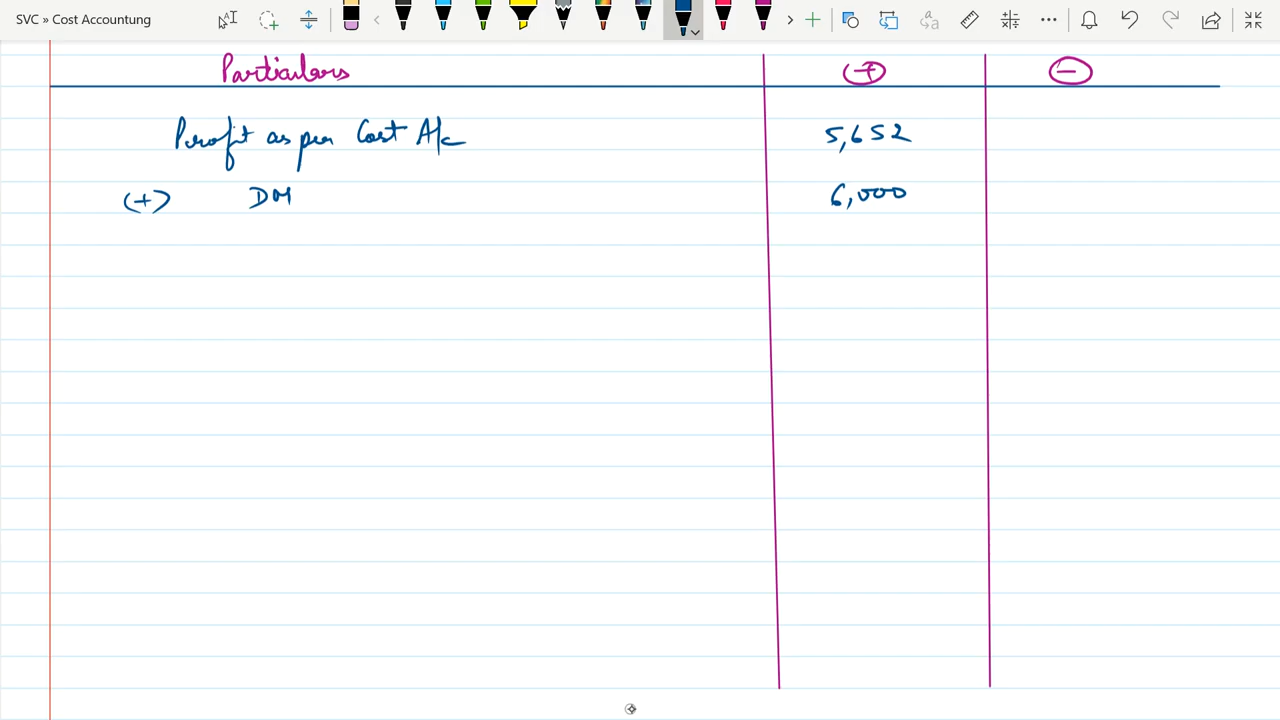 SVC » Cost Accountung
Particulars (+) (-)
Profit as per Cost A/c 5,652
(+) DM 6,000